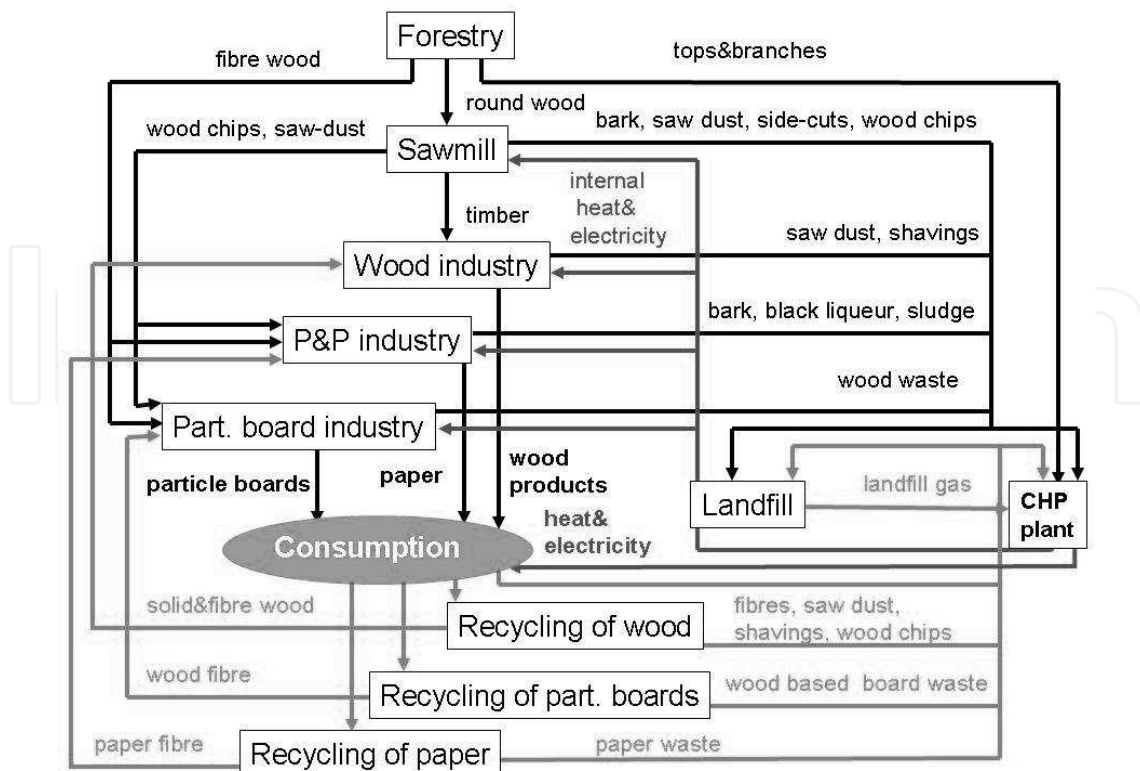 Forestry
fibre wood
tops&branches
round wood
wood chips, saw-dust
bark, saw dust, side-cuts, wood chips
Sawmill
internal
heat&
electricity
timber
saw dust, shavings
Wood industry
bark, black liqueur, sludge
P&P industry
wood waste
Part. board industry
particle boards
paper
wood
products
landfill gas
Landfill
CHP
plant
heat&
electricity
Consumption
solid&fibre wood
fibres, saw dust,
shavings, wood chips
Recycling of wood
wood fibre
Recycling of part. boards
wood based board waste
paper fibre
Recycling of paper
paper waste